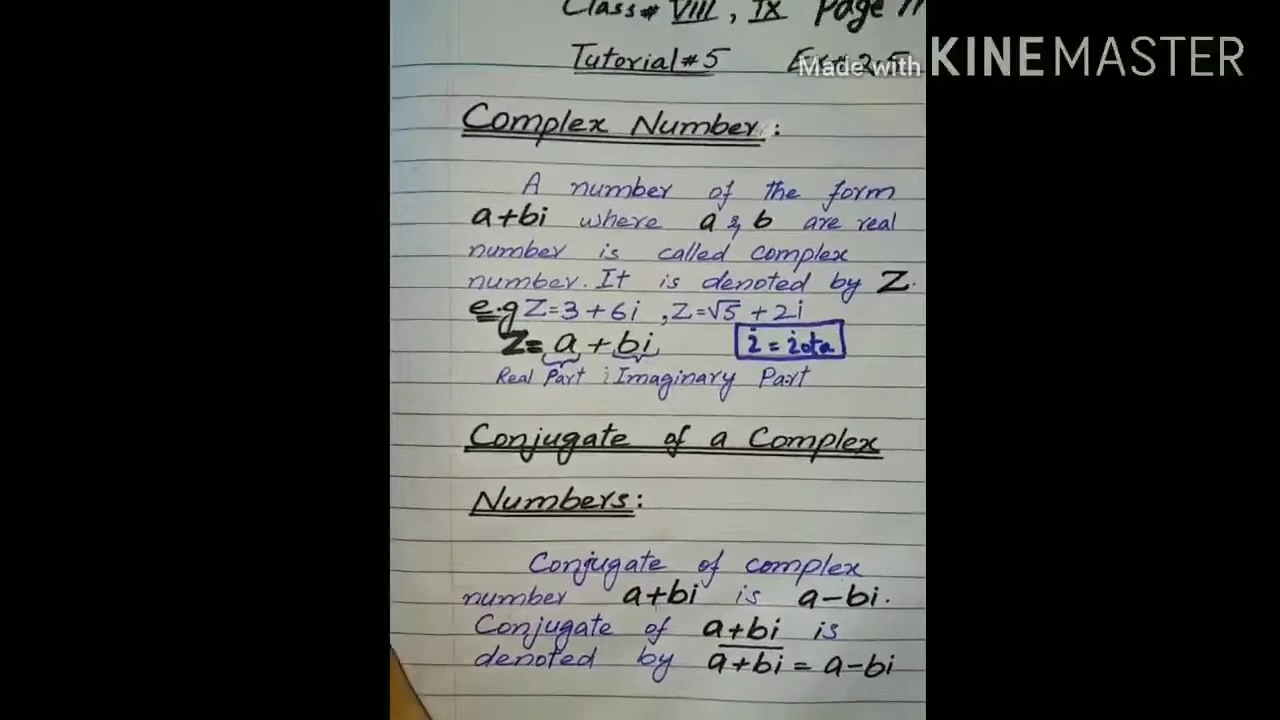 Class# VIII, IX Page
Tutorial#5 Ex# 2.5
Made with KINEMASTER
Complex Number:
A number of the form
a+bi where a & b are real
number is called complex
number. It is denoted by Z.
e.g Z=3+6i , Z=√5+2i
Z= a + bi i = iota
Real Part ; Imaginary Part
Conjugate of a Complex
Numbers:
Conjugate of complex
number a+bi is a-bi.
Conjugate of a+bi is
denoted by a+bi = a-bi